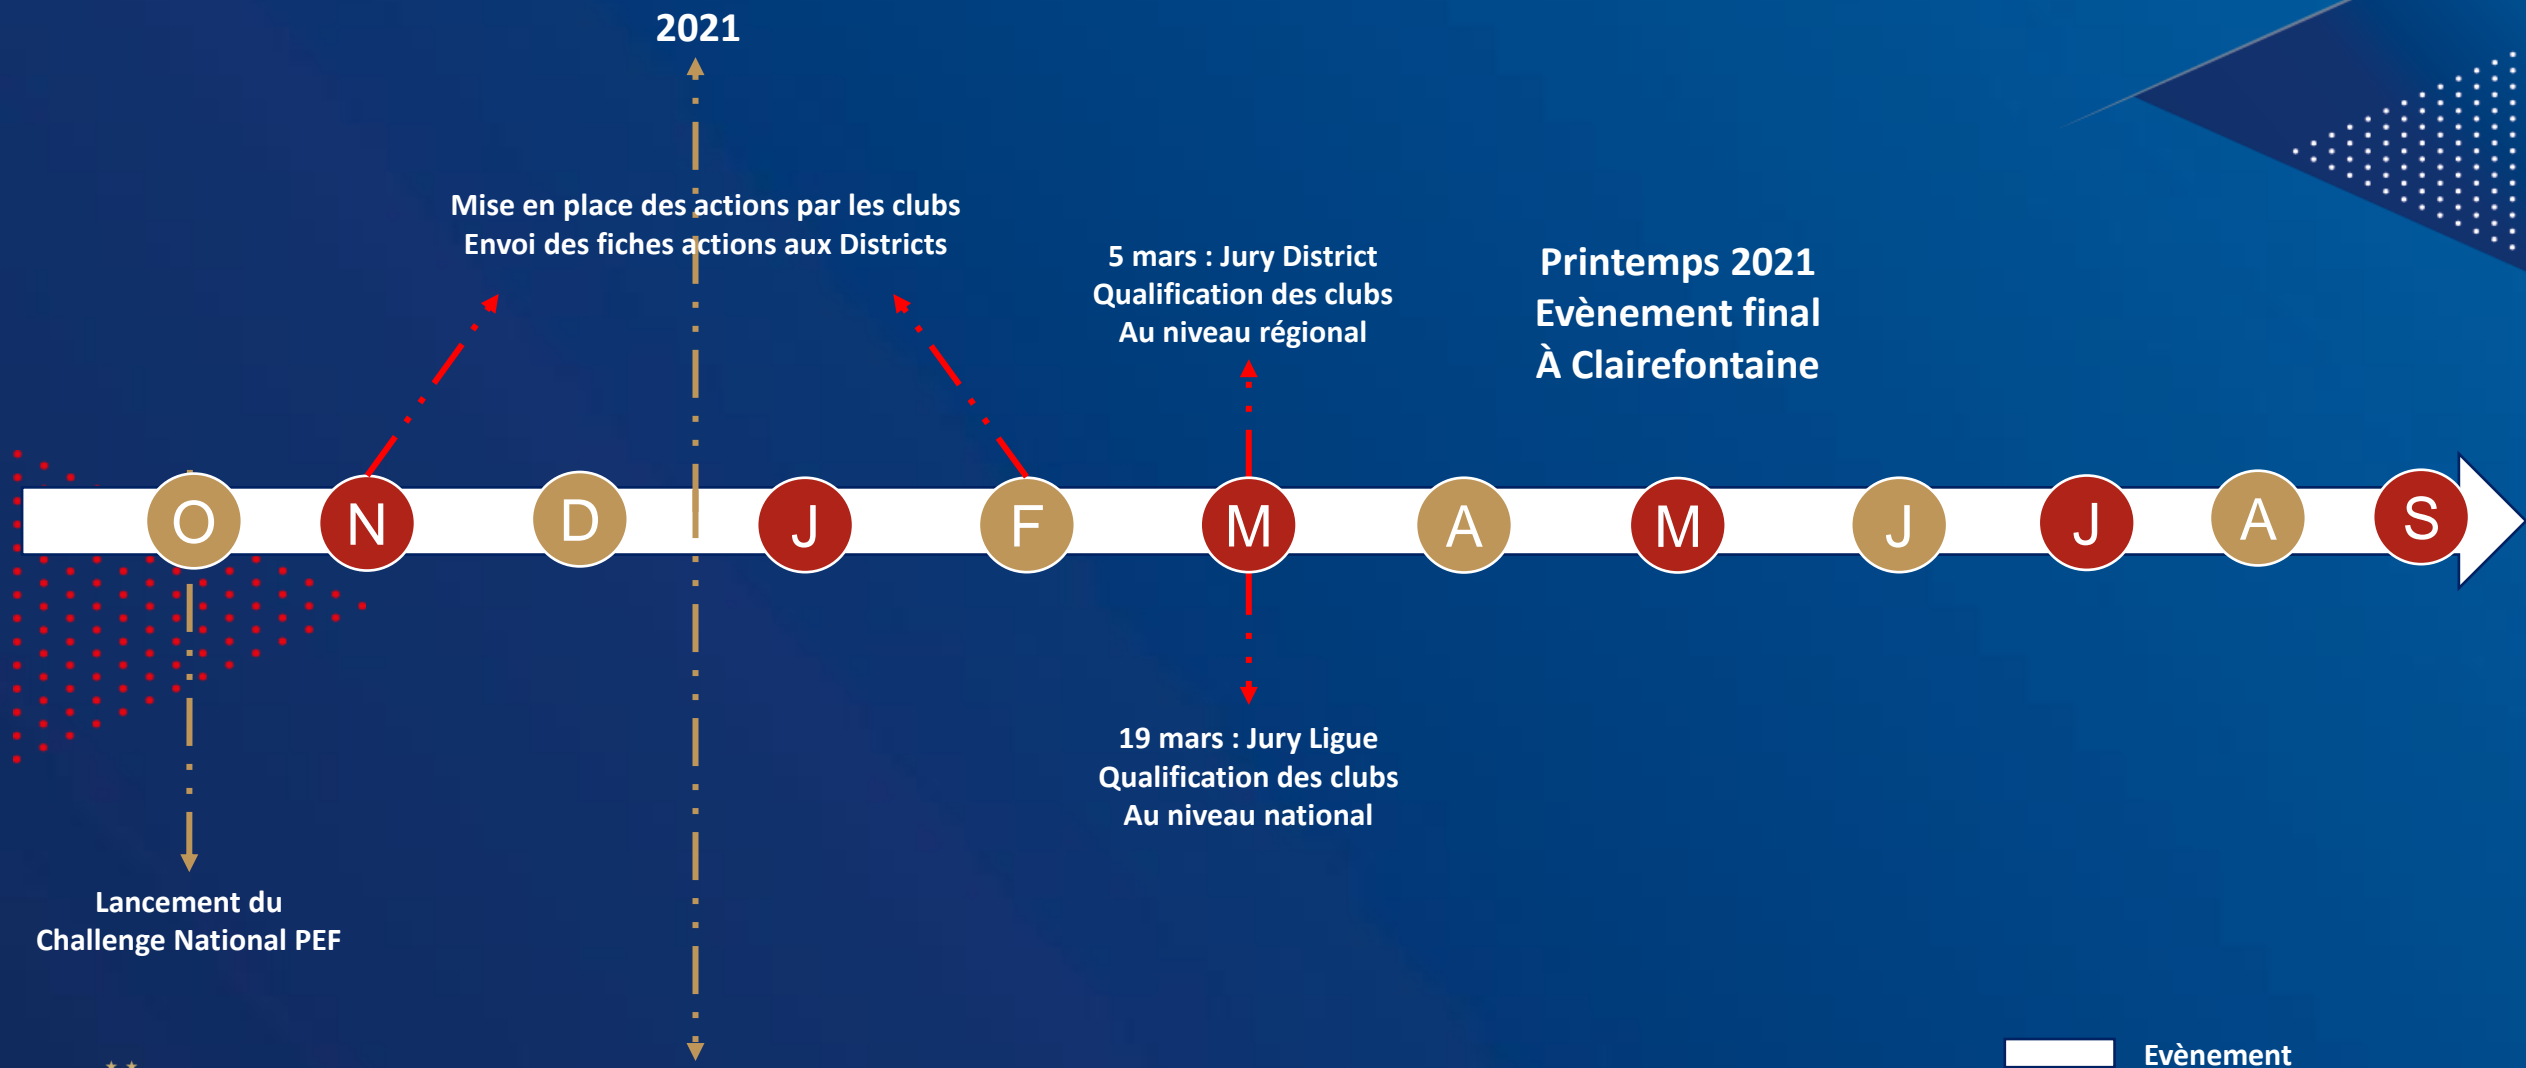 2021
Mise en place des actions par les clubs
Envoi des fiches actions aux Districts
5 mars : Jury District
Qualification des clubs
Au niveau régional
Printemps 2021
Evènement final
À Clairefontaine
O N D J F M A M J J A S
19 mars : Jury Ligue
Qualification des clubs
Au niveau national
Lancement du
Challenge National PEF
Evènement